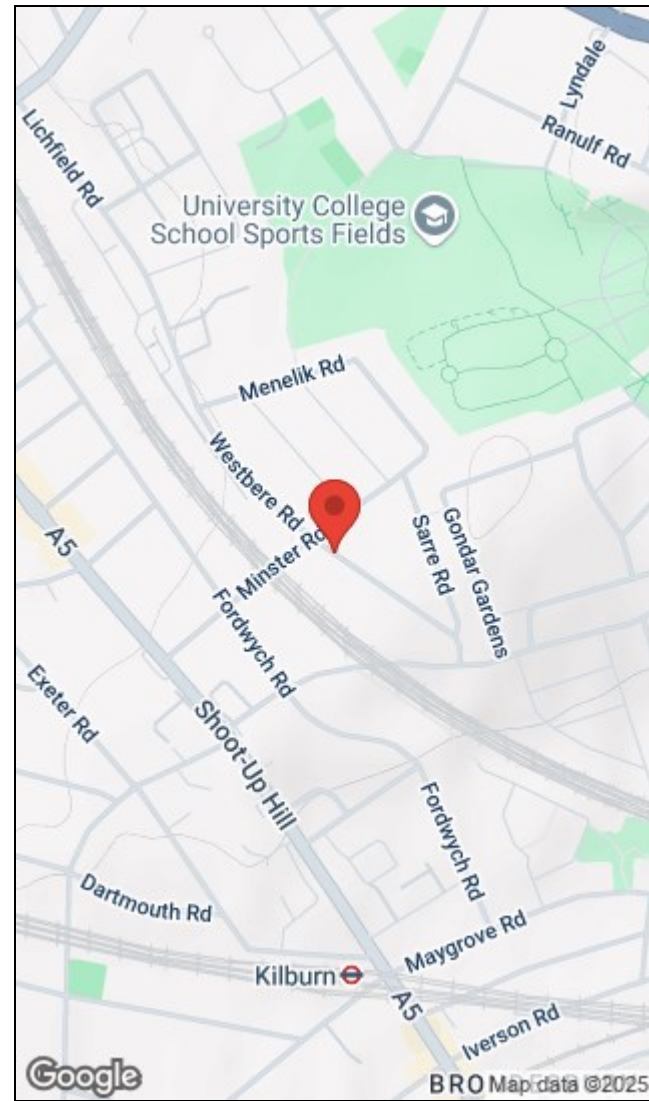 Lyndale
Ranulf Rd
Lichfield Rd
University College
School Sports Fields
Menelik Rd
Westbere Rd
Minster Rd
A5
Sarre Rd
Gondar Gardens
Fordwych Rd
Exeter Rd
Shoot-Up Hill
Fordwych Rd
Dartmouth Rd
Maygrove Rd
Kilburn
A5
Iverson Rd
Google
BRO
Map data ©2025